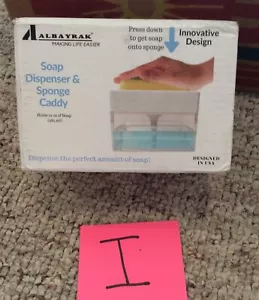 ALBAYRAK
MAKING LIFE EASIER
Press down
to get soap
onto sponge
Innovative
Design
Soap
Dispenser &
Sponge
Caddy
Dispense the perfect amount of soap!
DESIGNED
IN USA
I